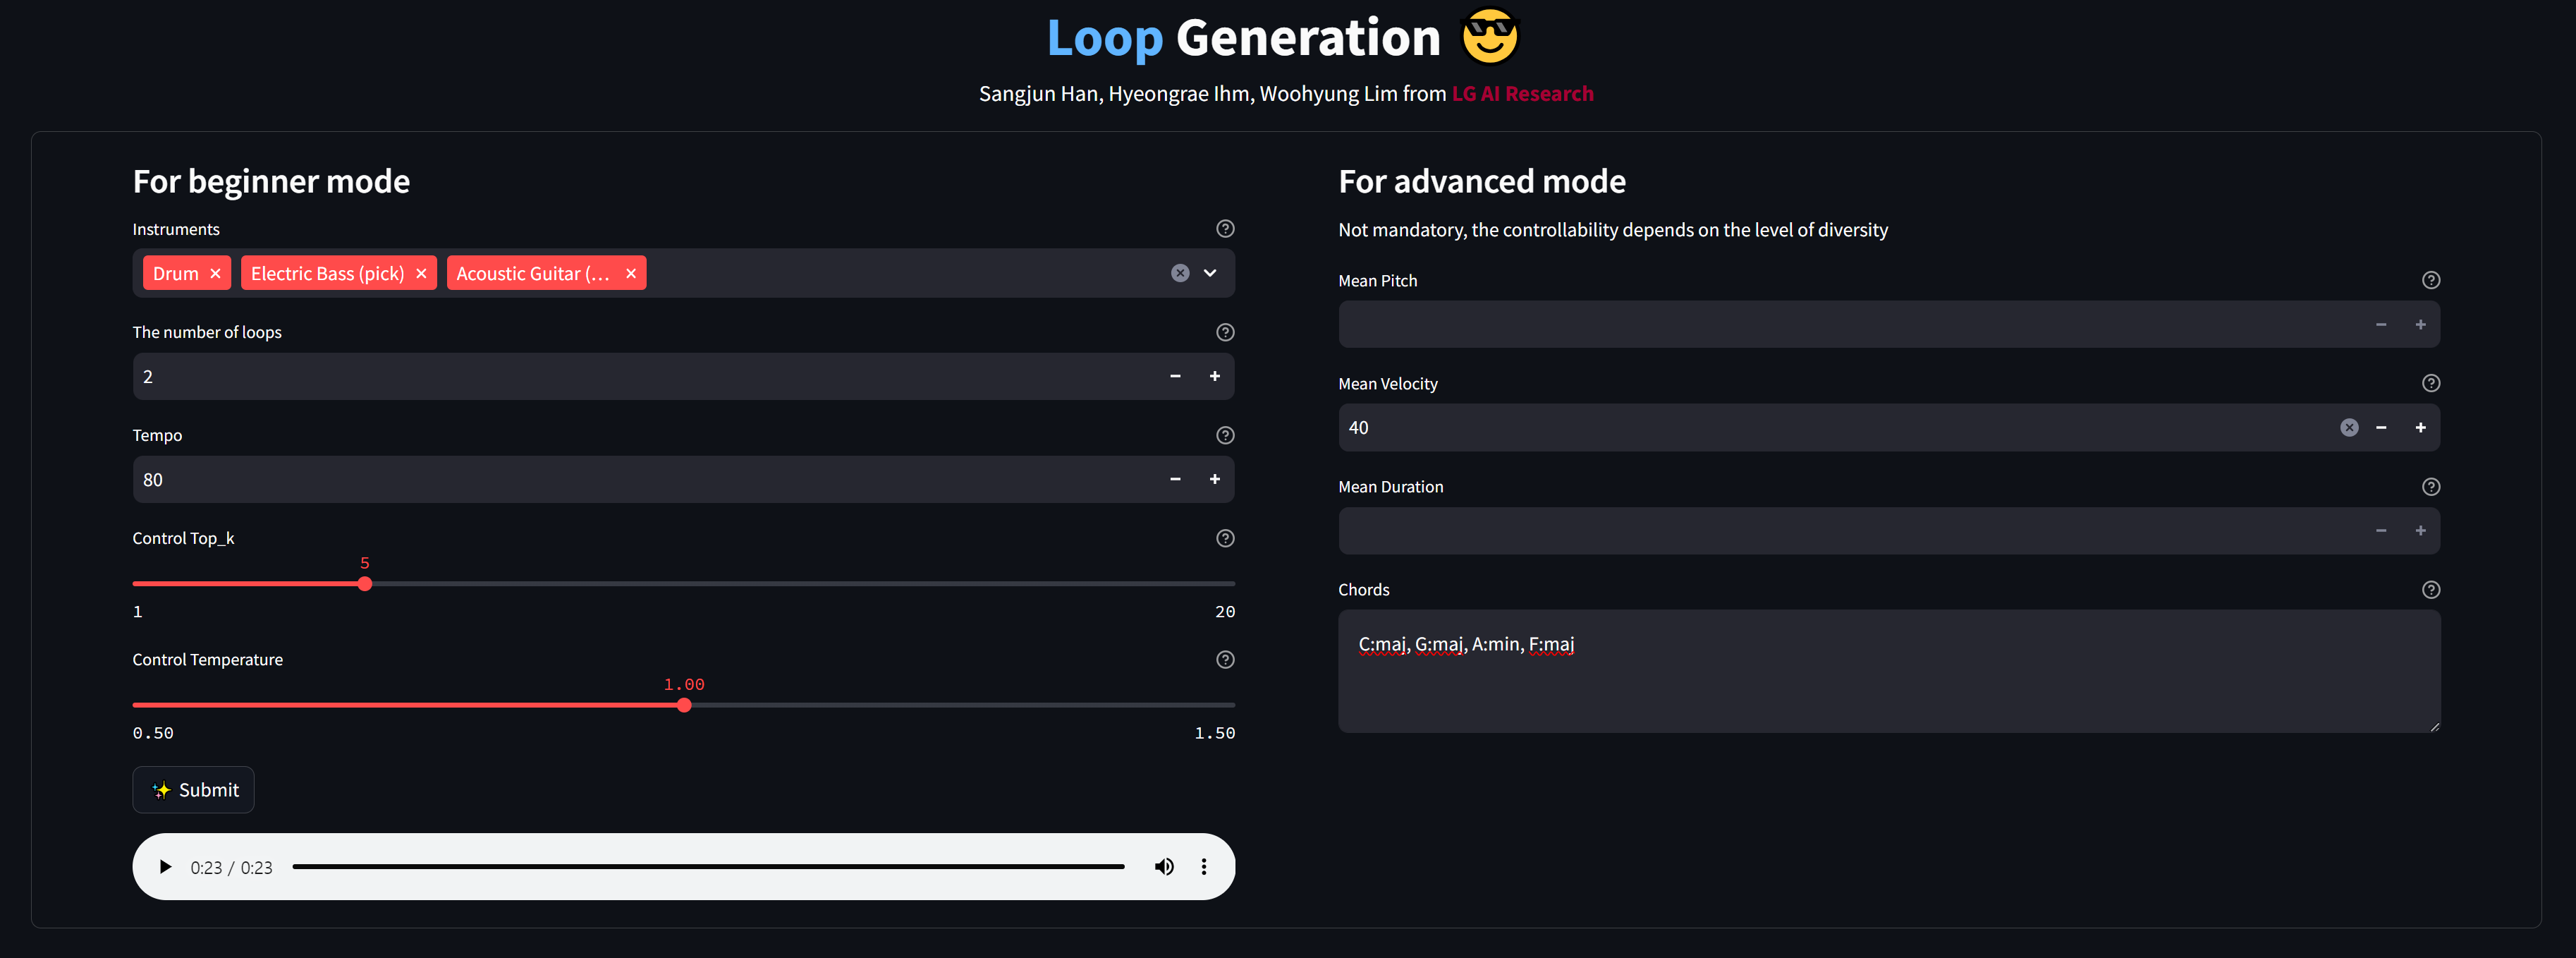 Loop Generation
Sangjun Han, Hyeongrae Ihm, Woohyung Lim from LG AI Research
For beginner mode
Instruments
Drum
Electric Bass (pick)
Acoustic Guitar (...
The number of loops
2
Tempo
80
Control Top_k
5
1
20
Control Temperature
1.00
0.50
1.50
Submit
0:23 / 0:23
For advanced mode
Not mandatory, the controllability depends on the level of diversity
Mean Pitch
Mean Velocity
40
Mean Duration
Chords
C:maj, G:maj, A:min, F:maj